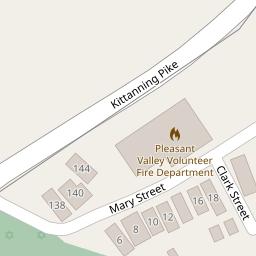 Kittanning Pike
Pleasant
Valley Volunteer
Fire Department
144
140
138
Mary Street
Clark Street
18
16
12
10
8
6